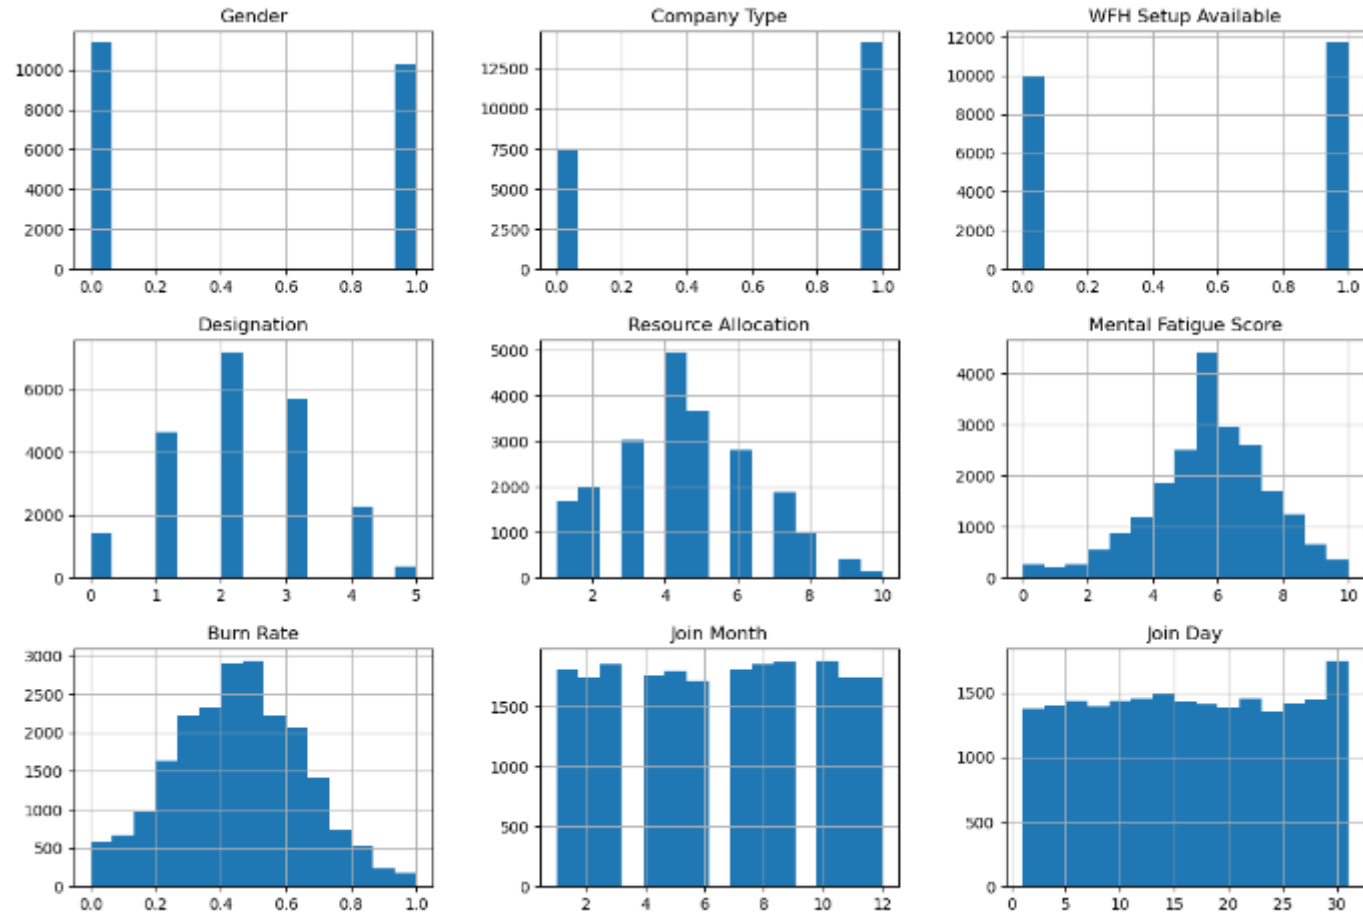 Gender
10000
8000
6000
4000
2000
0
0.0 0.2 0.4 0.6 0.8 1.0
Company Type
12500
10000
7500
5000
2500
0
0.0 0.2 0.4 0.6 0.8 1.0
WFH Setup Available
12000
10000
8000
6000
4000
2000
0
0.0 0.2 0.4 0.6 0.8 1.0
Designation
6000
4000
2000
0
0 1 2 3 4 5
Resource Allocation
5000
4000
3000
2000
1000
0
2 4 6 8 10
Mental Fatigue Score
4000
3000
2000
1000
0
0 2 4 6 8 10
Burn Rate
3000
2500
2000
1500
1000
500
0
0.0 0.2 0.4 0.6 0.8 1.0
Join Month
1500
1000
500
0
2 4 6 8 10 12
Join Day
1500
1000
500
0
0 5 10 15 20 25 30